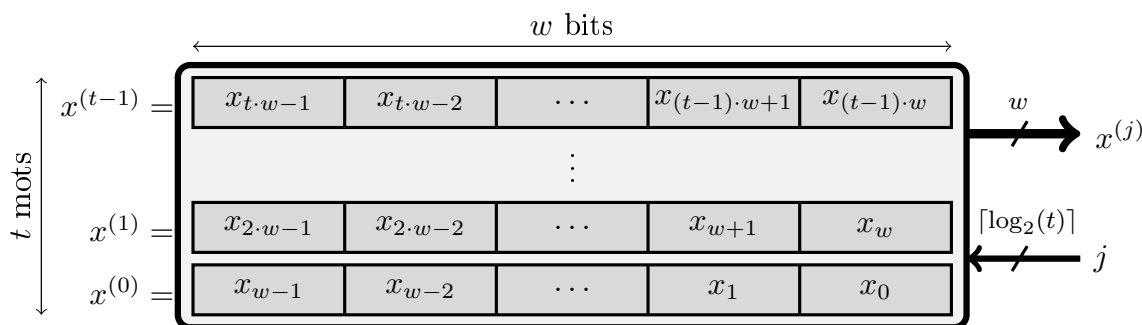 w bits
t mots
x^{(t−1)} = x_{t·w−1} x_{t·w−2} ⋯ x_{(t−1)·w+1} x_{(t−1)·w}
w
x^{(j)}
⋮
x^{(1)} = x_{2·w−1} x_{2·w−2} ⋯ x_{w+1} x_w
⌈log_2(t)⌉
j
x^{(0)} = x_{w−1} x_{w−2} ⋯ x_1 x_0